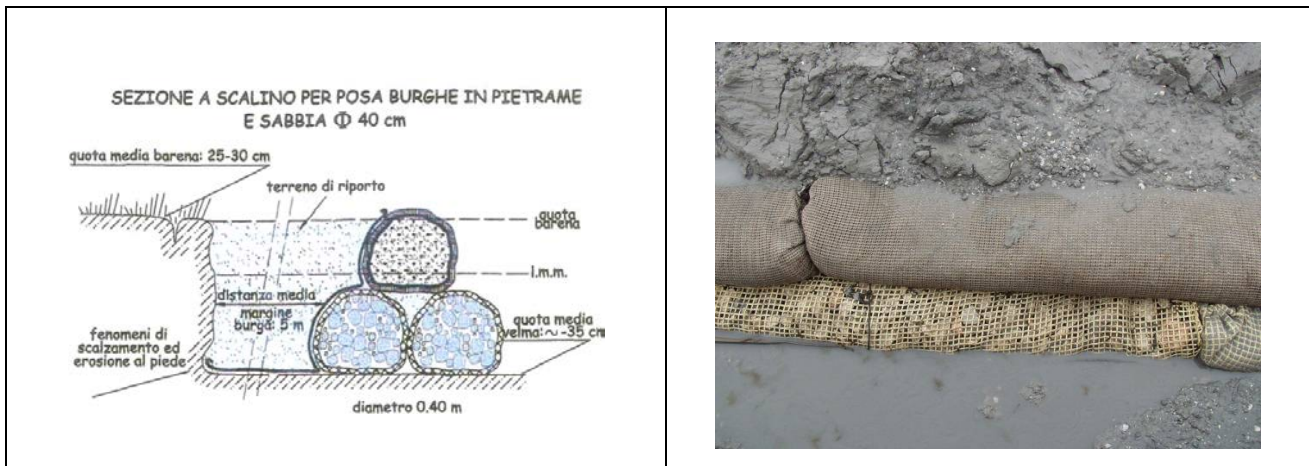 SEZIONE A SCALINO PER POSA BURGHE IN PIETRAME
E SABBIA Φ 40 cm
quota media barena: 25-30 cm
terreno di riporto
quota
barena
l.m.m.
distanza media
margine
burga: 5 m
quota media
velma: ~ -35 cm
fenomeni di
scalzamento ed
erosione al piede
diametro 0,40 m